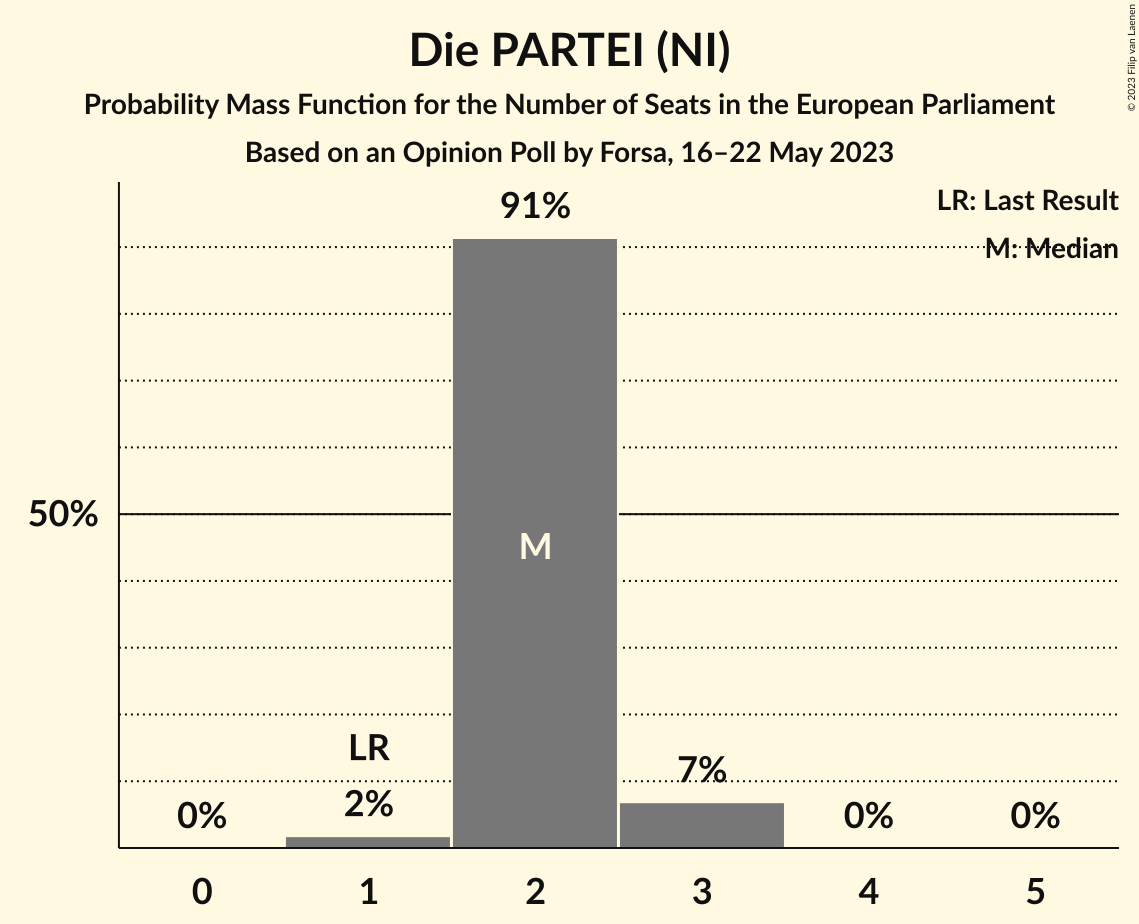 Die PARTEI (NI)
Probability Mass Function for the Number of Seats in the European Parliament
Based on an Opinion Poll by Forsa, 16–22 May 2023
© 2023 Filip van Laenen
LR: Last Result
M: Median
91%
50%
M
LR
2%
7%
0%
0%
0%
0
1
2
3
4
5